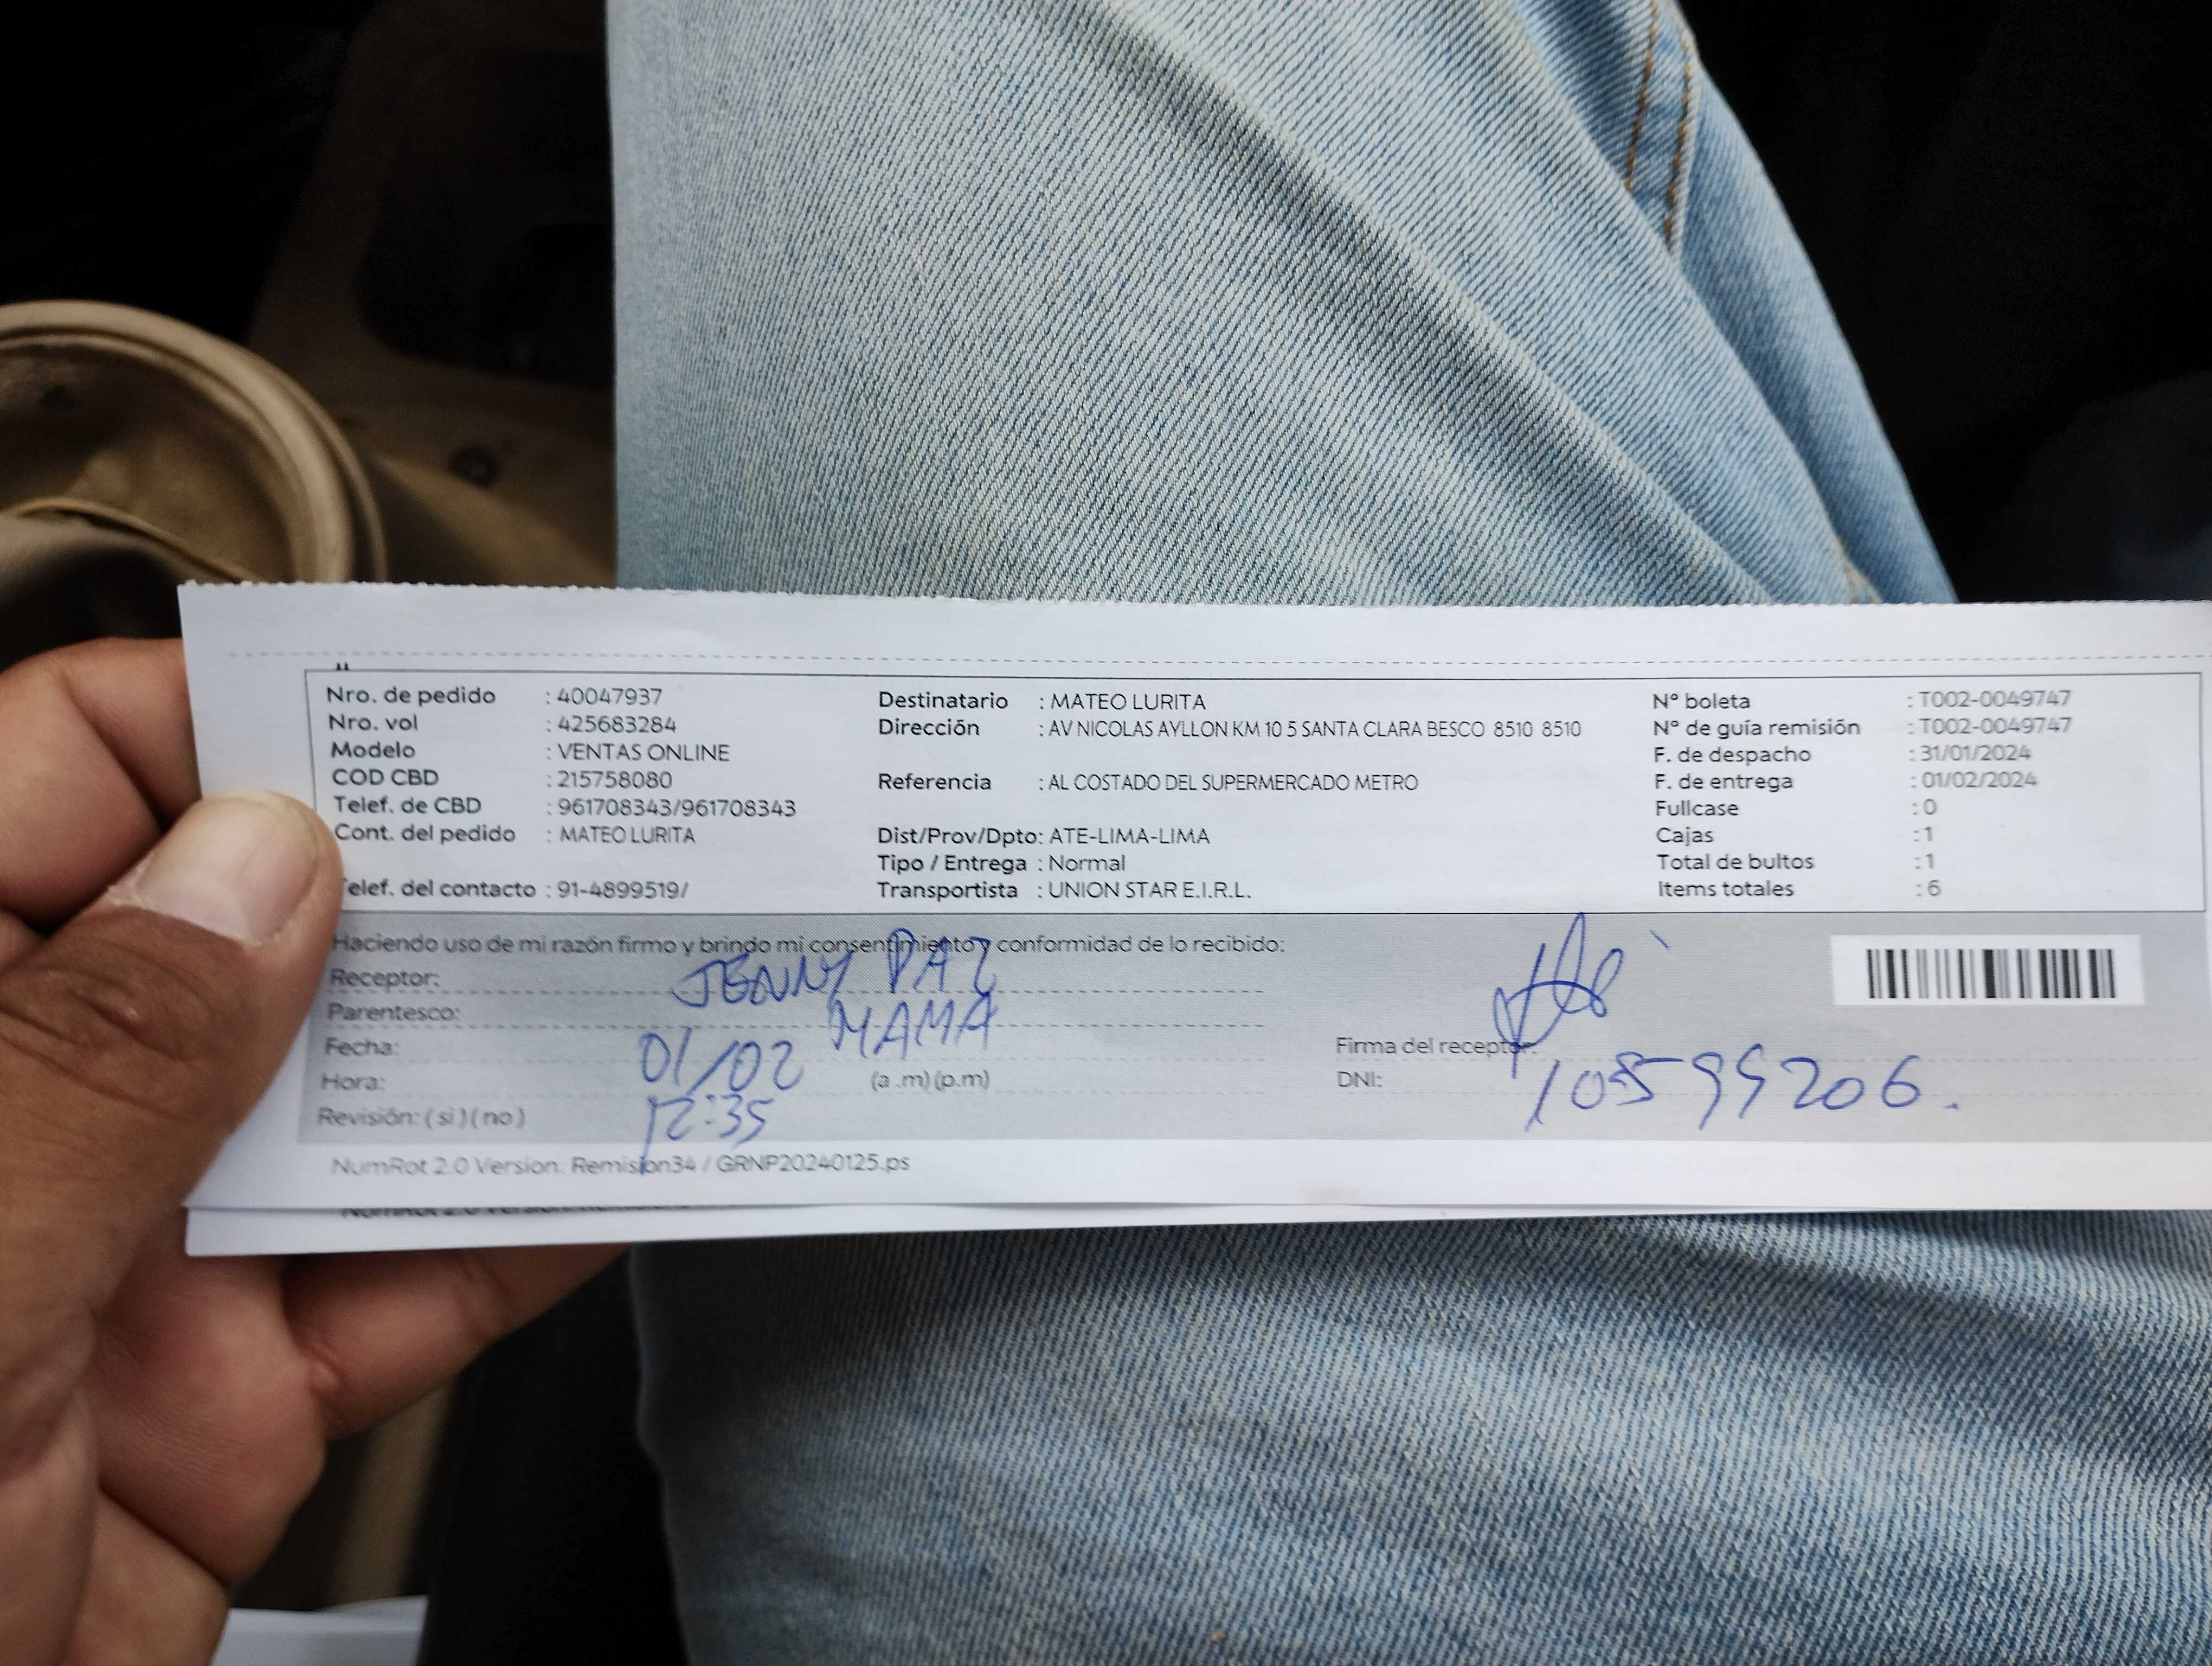 Nro. de pedido : 40047937
Nro. vol : 425683284
Modelo : VENTAS ONLINE
COD CBD : 215758080
Telef. de CBD : 961708343/961708343
Cont. del pedido : MATEO LURITA
Telef. del contacto : 91-4899519/
Destinatario : MATEO LURITA
Dirección : AV NICOLAS AYLLON KM 10 5 SANTA CLARA BESCO 8510 8510
Referencia : AL COSTADO DEL SUPERMERCADO METRO
Dist/Prov/Dpto: ATE-LIMA-LIMA
Tipo / Entrega : Normal
Transportista : UNION STAR E.I.R.L.
N° boleta : T002-0049747
N° de guía remisión : T002-0049747
F. de despacho : 31/01/2024
F. de entrega : 01/02/2024
Fullcase : 0
Cajas : 1
Total de bultos : 1
Items totales : 6
Haciendo uso de mi razón firmo y brindo mi consentimiento y conformidad de lo recibido:
Receptor: JENNY PAZ
Parentesco: MAMA
Fecha: 01/02
Hora: 12:35 (a .m) (p.m)
Revisión: ( si ) ( no )
Firma del receptor:
DNI: 10559206.
NumRot 2.0 Version: Remision34 / GRNP20240125.ps